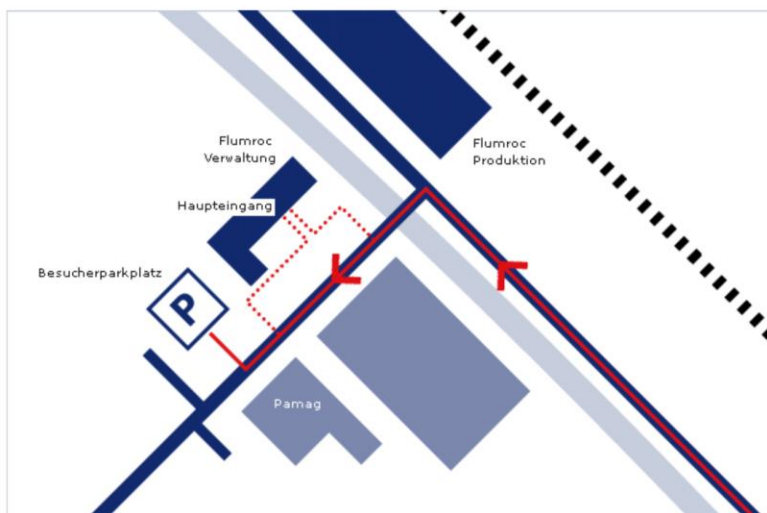 Flumroc
Verwaltung
Flumroc
Produktion
Haupteingang
Besucherparkplatz
P
Pamag